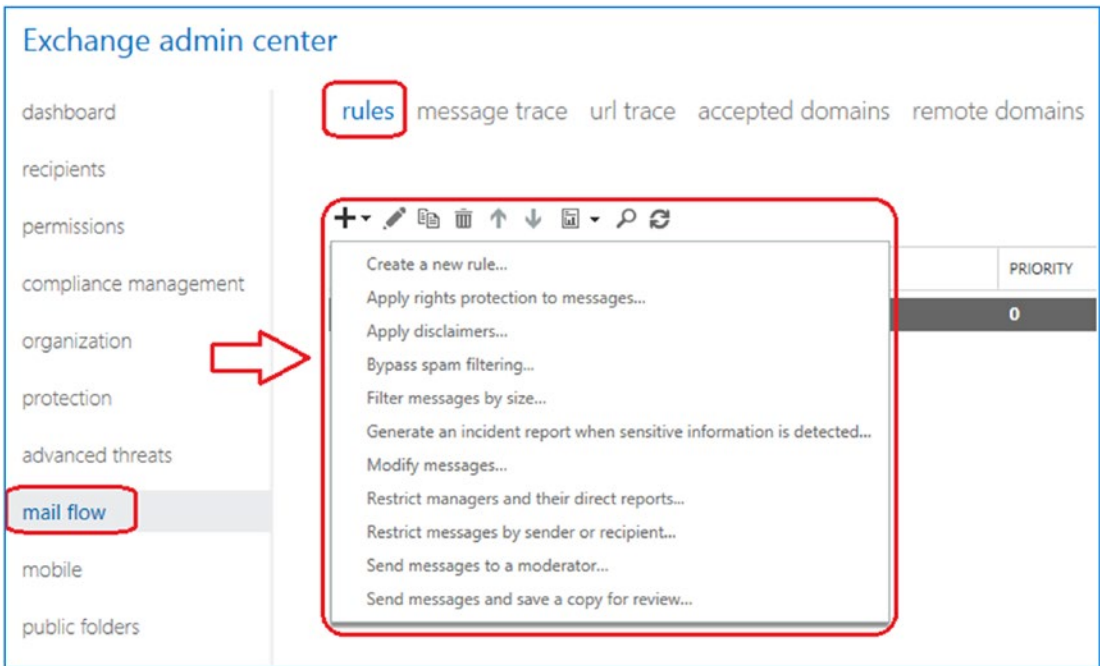 Exchange admin center
dashboard
recipients
permissions
compliance management
organization
protection
advanced threats
mail flow
mobile
public folders
rules message trace url trace accepted domains remote domains
PRIORITY
0
Create a new rule...
Apply rights protection to messages...
Apply disclaimers...
Bypass spam filtering...
Filter messages by size...
Generate an incident report when sensitive information is detected...
Modify messages...
Restrict managers and their direct reports...
Restrict messages by sender or recipient...
Send messages to a moderator...
Send messages and save a copy for review...